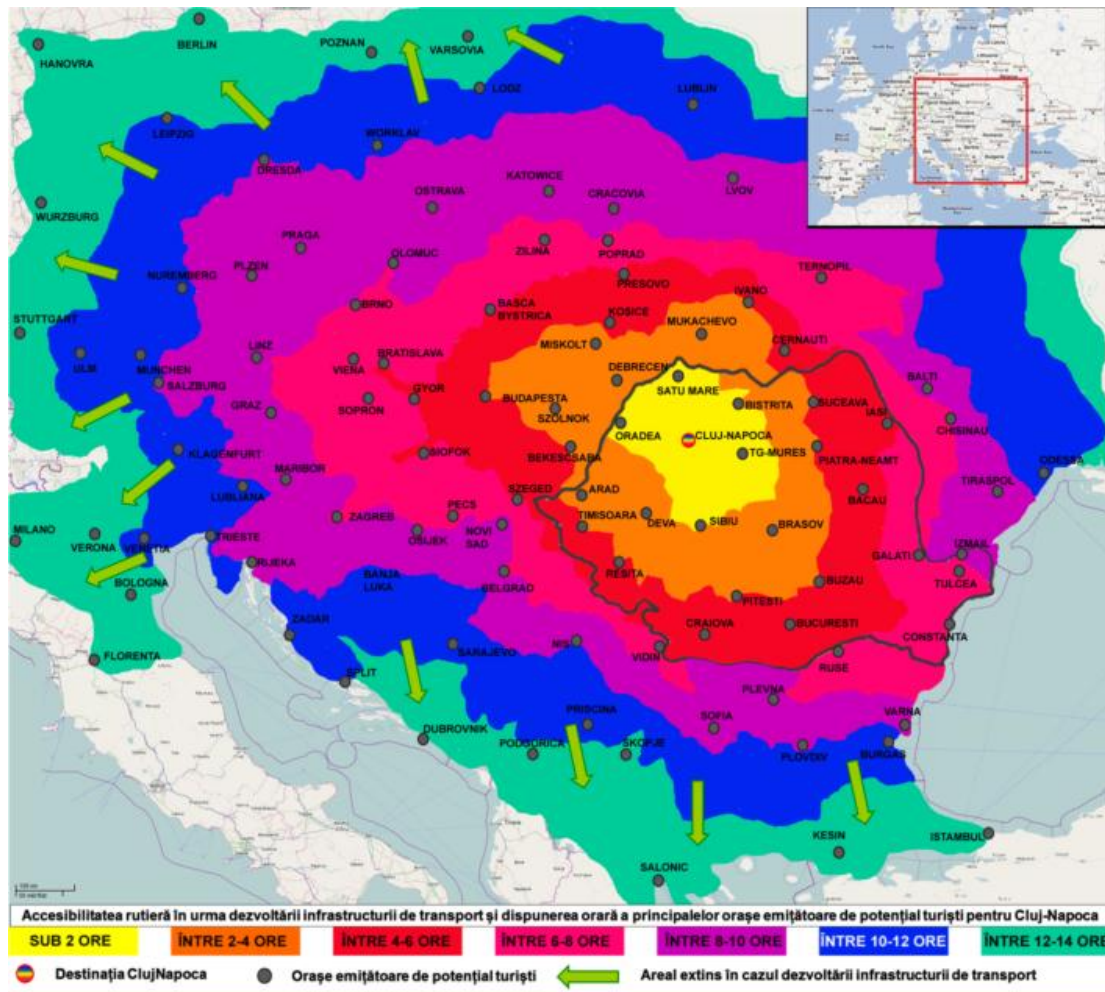 BERLIN
HANOVRA
POZNAN
VARSOVIA
LODZ
LUBLIN
LEIPZIG
WORKLAV
DRESDA
WURZBURG
OSTRAVA
KATOWICE
CRACOVIA
LVOV
PRAGA
PLZEN
OLOMUC
ZILINA
POPRAD
TERNOPIL
NUREMBERG
PRESOVO
IVANO
BRNO
BASCA
BYSTRICA
KOSICE
MUKACHEVO
STUTTGART
ULM
MUNCHEN
SALZBURG
LINZ
VIENA
BRATISLAVA
MISKOLT
CERNAUTI
DEBRECEN
SATU MARE
BALTI
GRAZ
SOPRON
GYOR
BUDAPESTA
SZOLNOK
BISTRITA
SUCEAVA
IASI
CHISINAU
ORADEA
CLUJ-NAPOCA
KLAGENFURT
MARIBOR
SIOFOK
BEKESCSABA
TG-MURES
PIATRA-NEAMT
ODESSA
LUBLIANA
SZEGED
ARAD
BACAU
TIRASPOL
MILANO
VERONA
VENETIA
TRIESTE
ZAGREB
PECS
OSIJEK
NOVI
SAD
TIMISOARA
DEVA
SIBIU
BRASOV
GALATI
IZMAIL
BOLOGNA
RIJEKA
BANJA
LUKA
BELGRAD
RESITA
PITESTI
BUZAU
TULCEA
ZADAR
CRAIOVA
BUCURESTI
CONSTANTA
FLORENTA
SPLIT
SARAJEVO
NIS
VIDIN
RUSE
PLEVNA
VARNA
PRISCINA
SOFIA
DUBROVNIK
PODGORICA
SKOPJE
PLOVDIV
BURGAS
KESIN
ISTAMBUL
SALONIC
Accesibilitatea rutieră în urma dezvoltării infrastructurii de transport și dispunerea orară a principalelor orașe emițătoare de potențial turiști pentru Cluj-Napoca
SUB 2 ORE
ÎNTRE 2-4 ORE
ÎNTRE 4-6 ORE
ÎNTRE 6-8 ORE
ÎNTRE 8-10 ORE
ÎNTRE 10-12 ORE
ÎNTRE 12-14 ORE
Destinația ClujNapoca
Orașe emițătoare de potențial turiști
Areal extins în cazul dezvoltării infrastructurii de transport